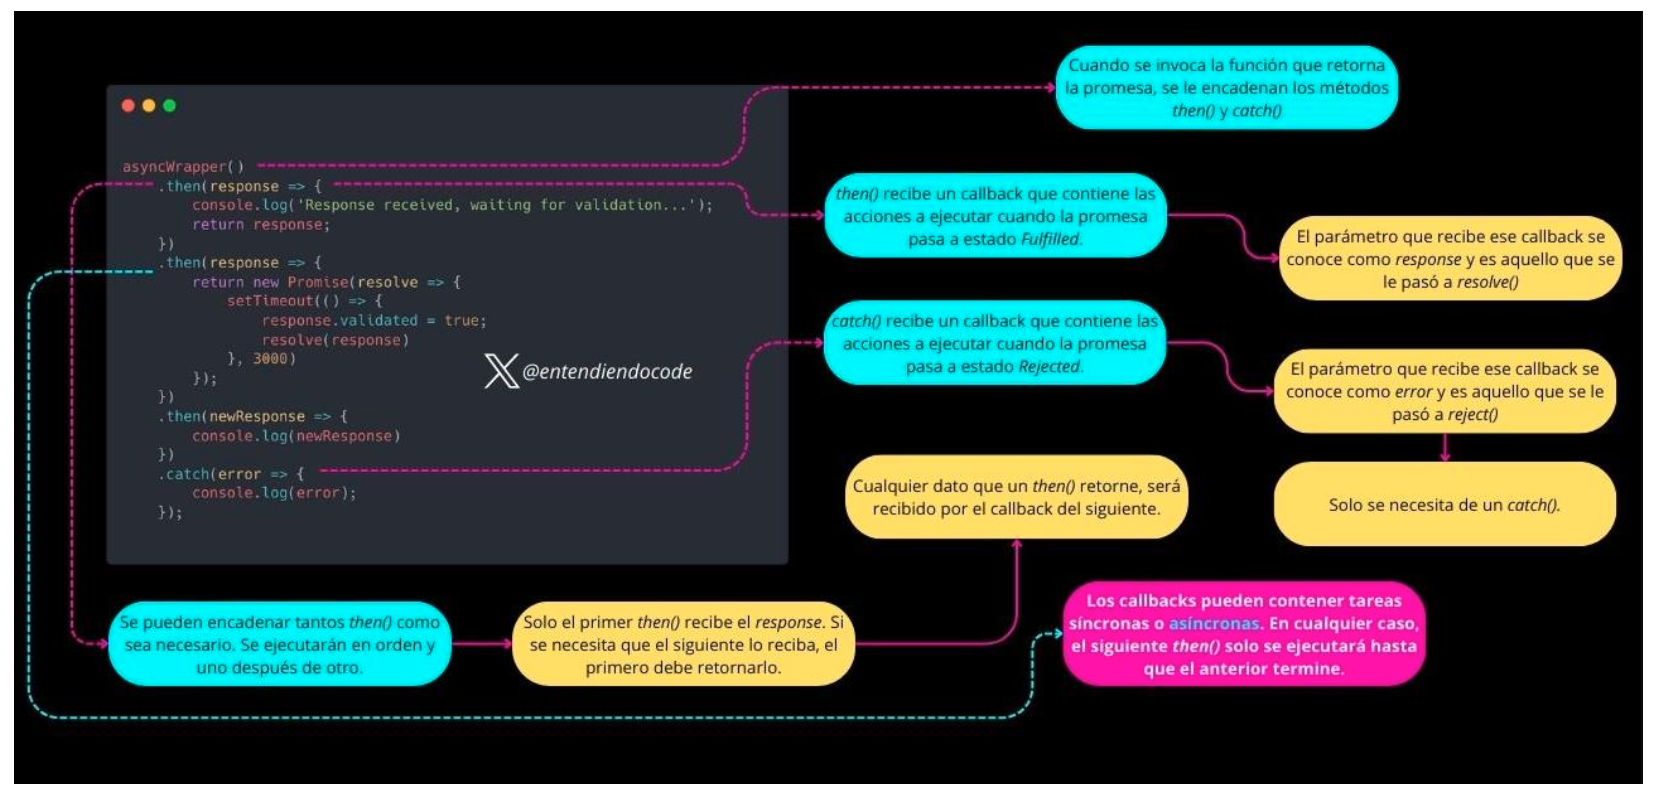 Cuando se invoca la función que retorna
la promesa, se le encadenan los métodos
then() y catch()
asyncWrapper()
.then(response => {
console.log('Response received, waiting for validation...');
return response;
})
.then(response => {
return new Promise(resolve => {
setTimeout(() => {
response.validated = true;
resolve(response)
}, 3000)
});
})
.then(newResponse => {
console.log(newResponse)
})
.catch(error => {
console.log(error);
});
@entendiendocode
then() recibe un callback que contiene las
acciones a ejecutar cuando la promesa
pasa a estado Fulfilled.
El parámetro que recibe ese callback se
conoce como response y es aquello que se
le pasó a resolve()
catch() recibe un callback que contiene las
acciones a ejecutar cuando la promesa
pasa a estado Rejected.
El parámetro que recibe ese callback se
conoce como error y es aquello que se le
pasó a reject()
Solo se necesita de un catch().
Cualquier dato que un then() retorne, será
recibido por el callback del siguiente.
Se pueden encadenar tantos then() como
sea necesario. Se ejecutarán en orden y
uno después de otro.
Solo el primer then() recibe el response. Si
se necesita que el siguiente lo reciba, el
primero debe retornarlo.
Los callbacks pueden contener tareas
síncronas o asíncronas. En cualquier caso,
el siguiente then() solo se ejecutará hasta
que el anterior termine.